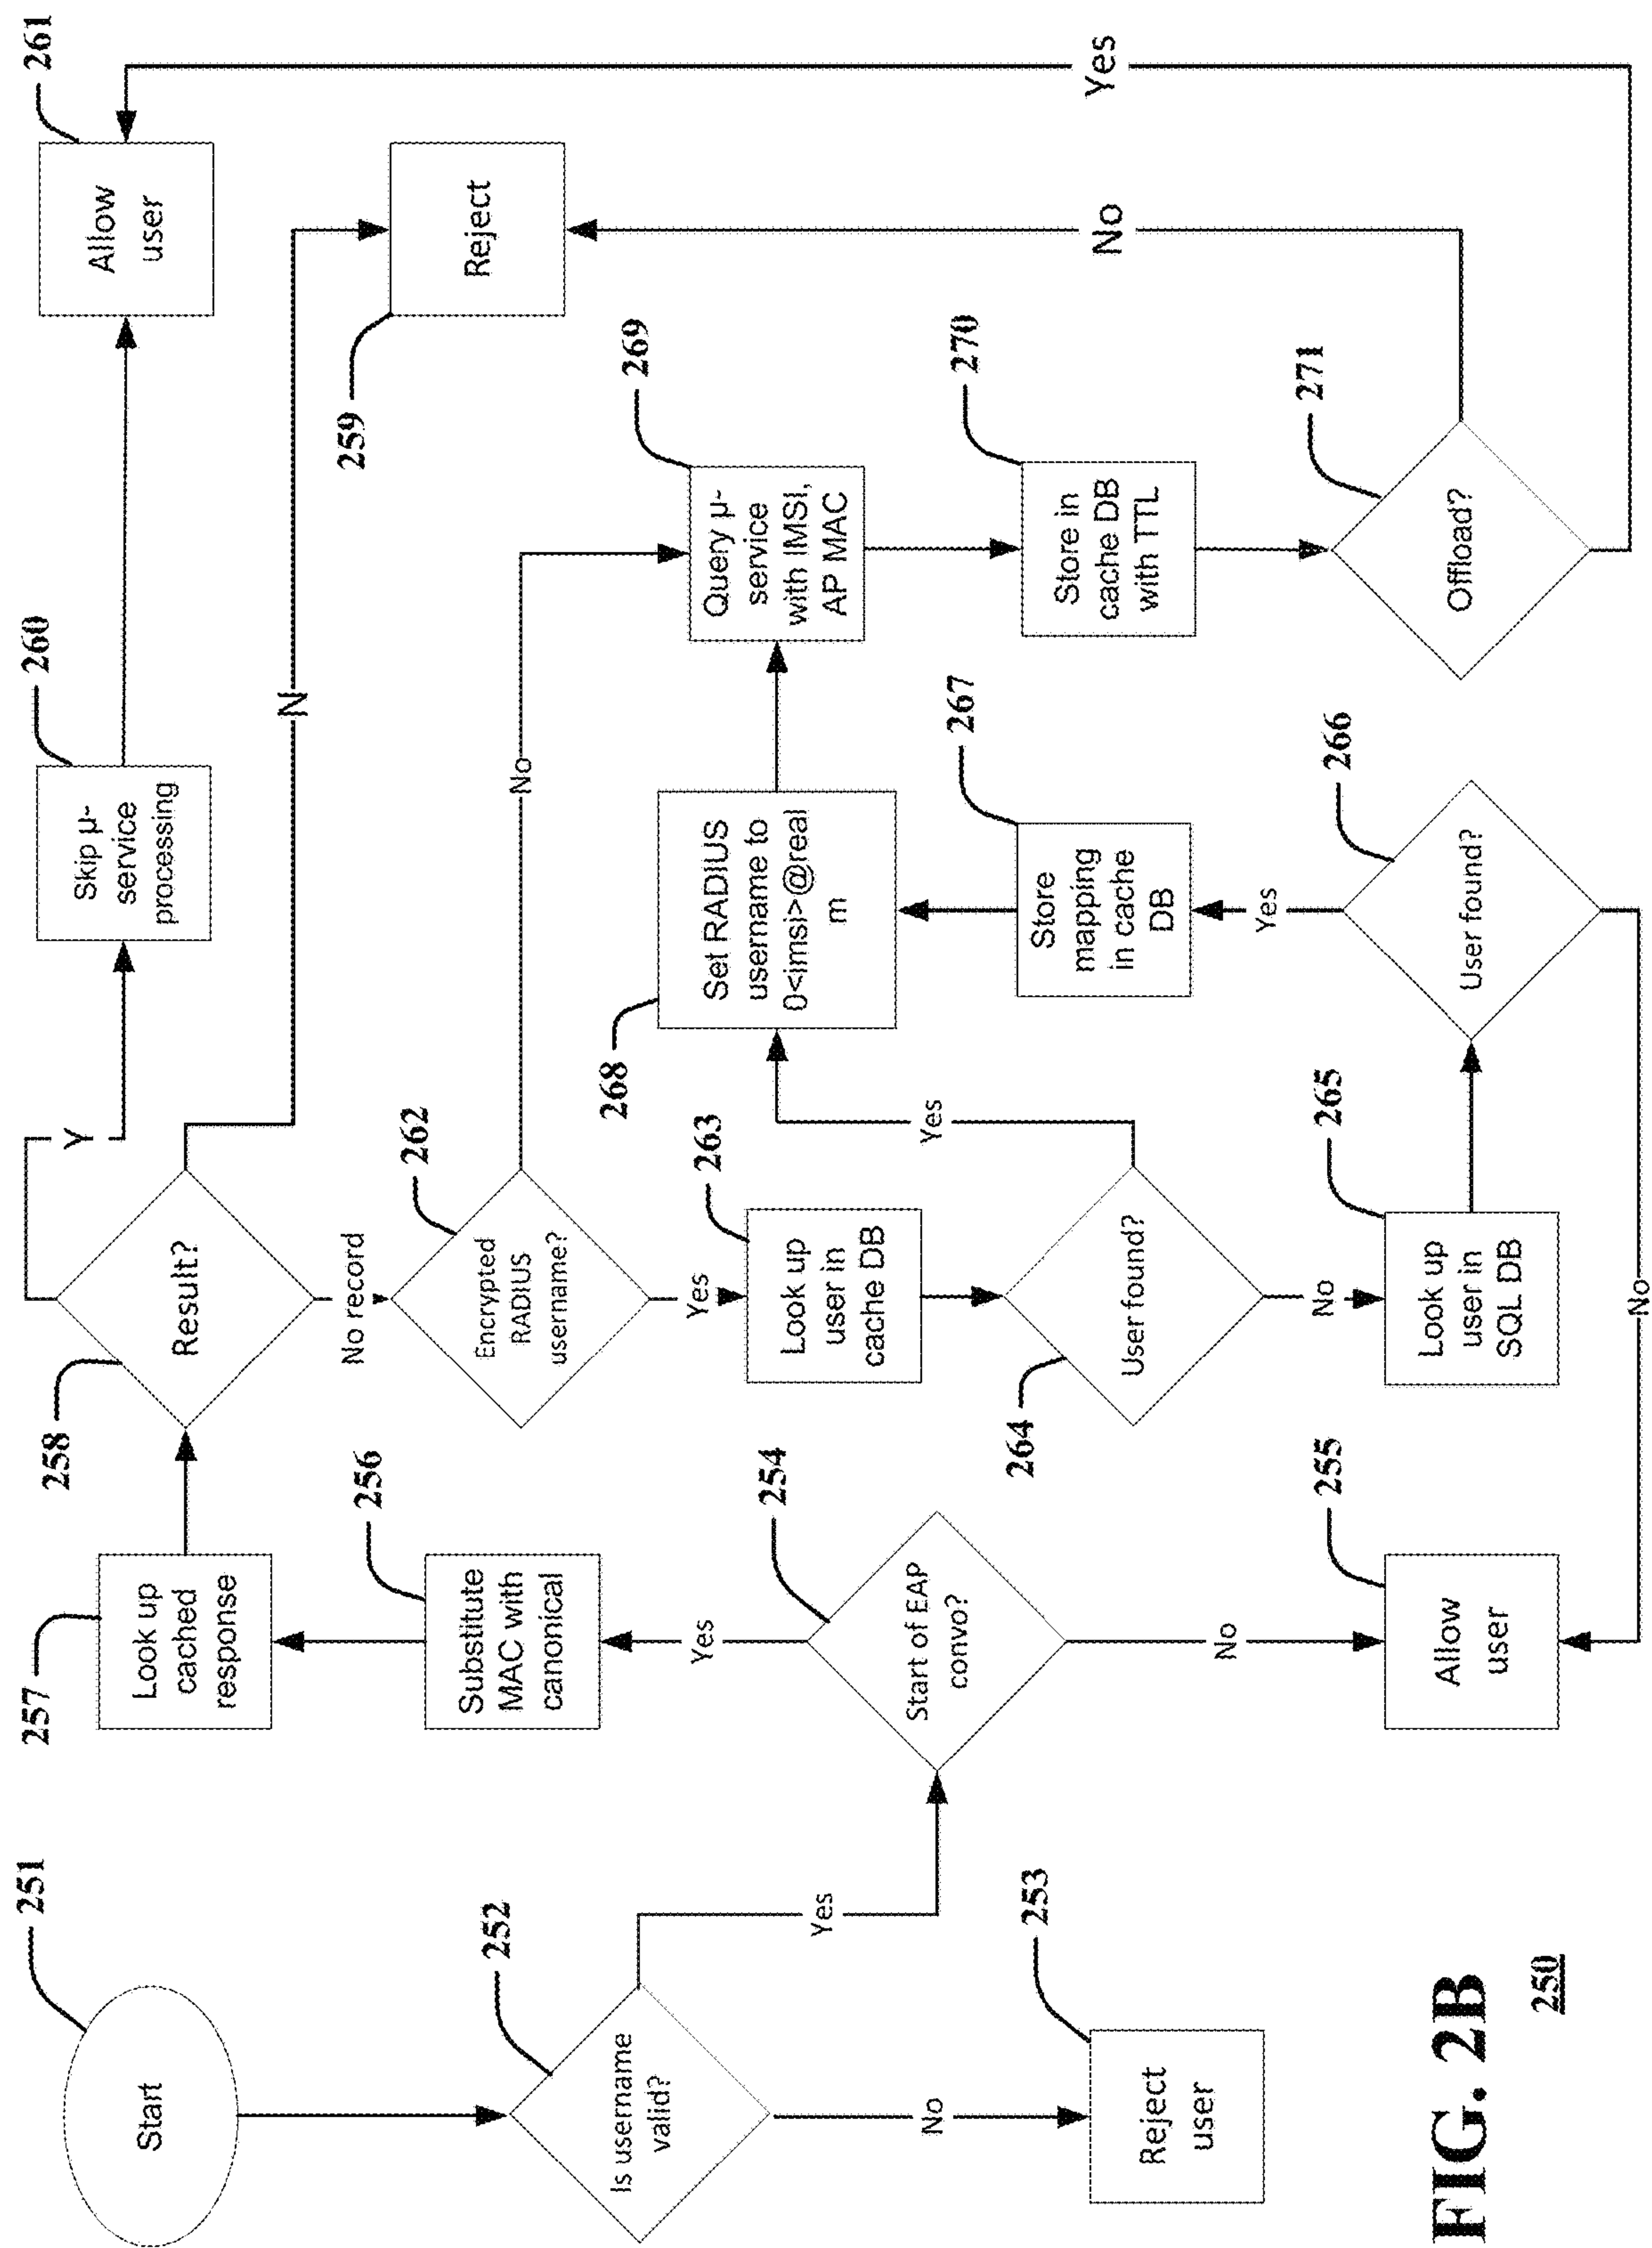 251
Start
252
Is username
valid?
No
253
Reject
user
Yes
254
Start of EAP
convo?
No
255
Allow
user
Yes
256
Substitute
MAC with
canonical
257
Look up
cached
response
258
Result?
Y
260
Skip μ-
service
processing
261
Allow
user
N
259
Reject
No record
262
Encrypted
RADIUS
username?
No
Yes
263
Look up
user in
cache DB
264
User found?
Yes
No
265
Look up
user in
SQL DB
266
User found?
No
Yes
267
Store
mapping
in cache
DB
268
Set RADIUS
username to
0<imsi>@real
m
269
Query μ-
service
with IMSI,
AP MAC
270
Store in
cache DB
with TTL
271
Offload?
No
Yes
FIG. 2B
250